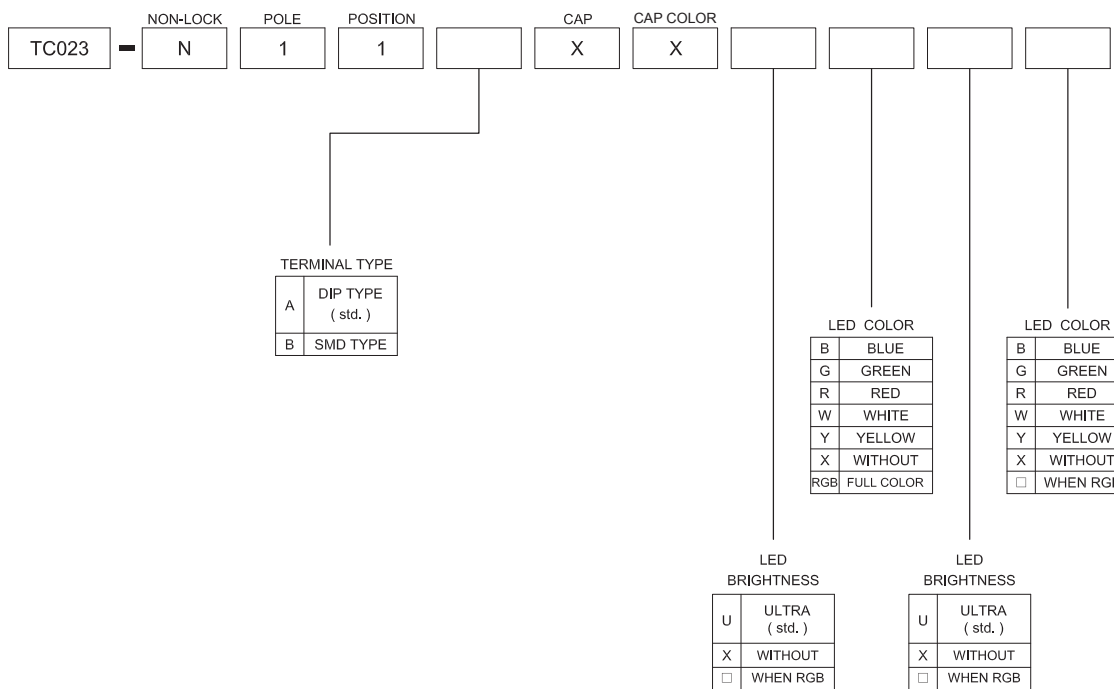 NON-LOCK POLE POSITION CAP CAP COLOR
TC023 - N 1 1 X X
TERMINAL TYPE
A DIP TYPE
( std. )
B SMD TYPE
LED COLOR
B BLUE
G GREEN
R RED
W WHITE
Y YELLOW
X WITHOUT
RGB FULL COLOR
LED COLOR
B BLUE
G GREEN
R RED
W WHITE
Y YELLOW
X WITHOUT
□ WHEN RGB
LED
BRIGHTNESS
U ULTRA
( std. )
X WITHOUT
□ WHEN RGB
LED
BRIGHTNESS
U ULTRA
( std. )
X WITHOUT
□ WHEN RGB